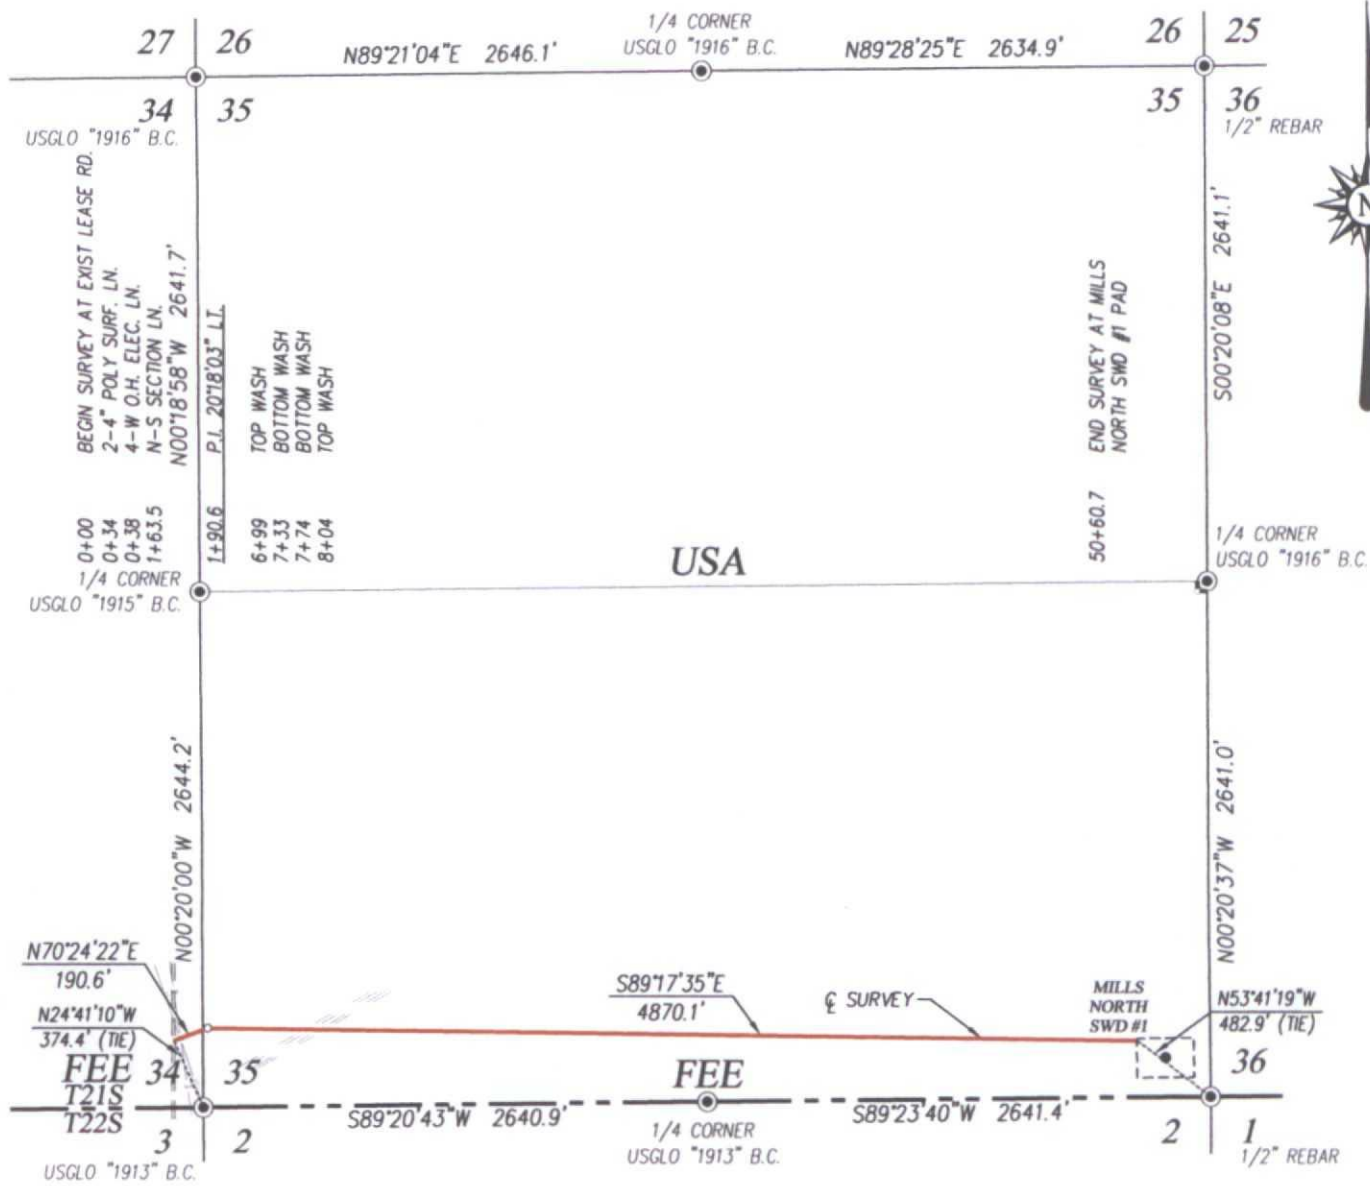 27 26
1/4 CORNER
USGLO "1916" B.C.
26 25
N89°21'04"E 2646.1'
N89°28'25"E 2634.9'
34 35
35 36
USGLO "1916" B.C.
1/2" REBAR
N
0+00 BEGIN SURVEY AT EXIST LEASE RD.
0+34 2-4" POLY SURF. LN.
0+38 4-W O.H. ELEC. LN.
1+63.5 N-S SECTION LN.
N00°18'58"W 2641.7'
1+90.6 P.I. 20°18'03" LT.
6+99 TOP WASH
7+33 BOTTOM WASH
7+74 BOTTOM WASH
8+04 TOP WASH
50+60.7 END SURVEY AT MILLS
NORTH SWD #1 PAD
S00°20'08"E 2641.1'
1/4 CORNER
USGLO "1915" B.C.
USA
1/4 CORNER
USGLO "1916" B.C.
N00°20'00"W 2644.2'
N00°20'37"W 2641.0'
N70°24'22"E
190.6'
N24°41'10"W
374.4' (TIE)
S89°17'35"E
4870.1'
℄ SURVEY
MILLS
NORTH
SWD #1
N53°41'19"W
482.9' (TIE)
FEE 34 35
FEE
36
T21S
T22S
S89°20'43"W 2640.9'
S89°23'40"W 2641.4'
3 2
1/4 CORNER
USGLO "1913" B.C.
2 1
USGLO "1913" B.C.
1/2" REBAR